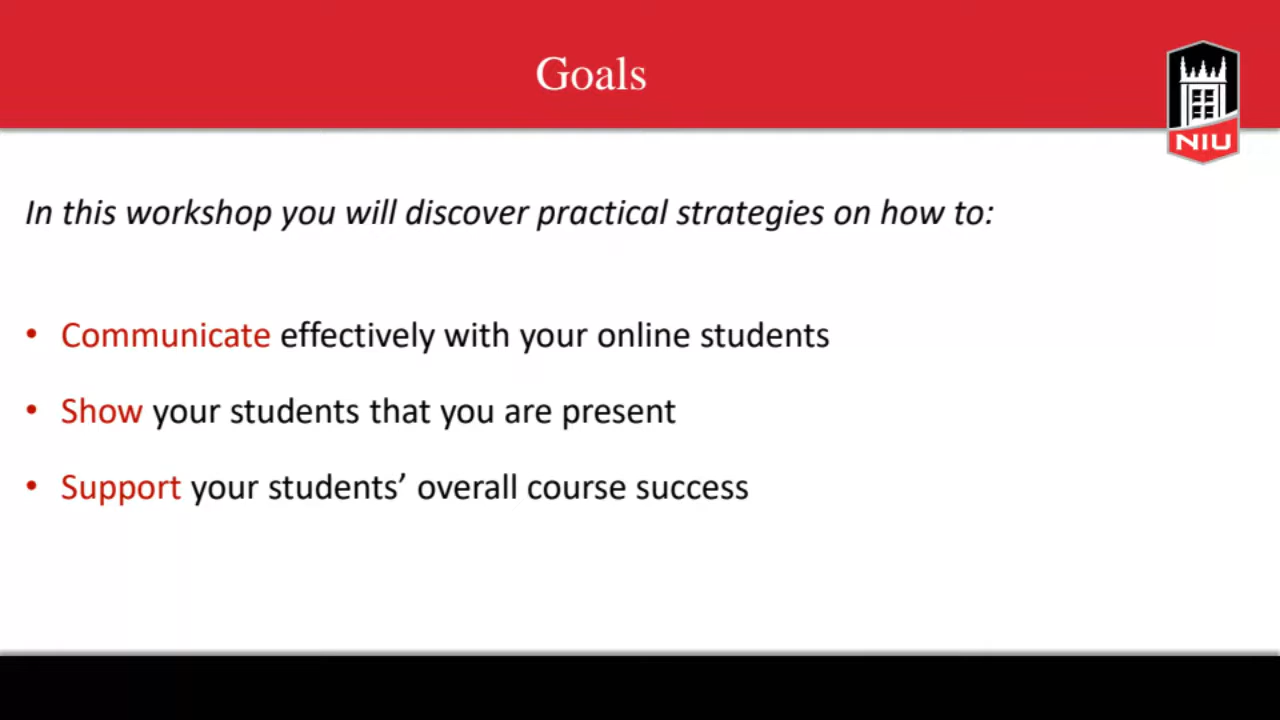 Goals
NIU
In this workshop you will discover practical strategies on how to:
• Communicate effectively with your online students
• Show your students that you are present
• Support your students’ overall course success